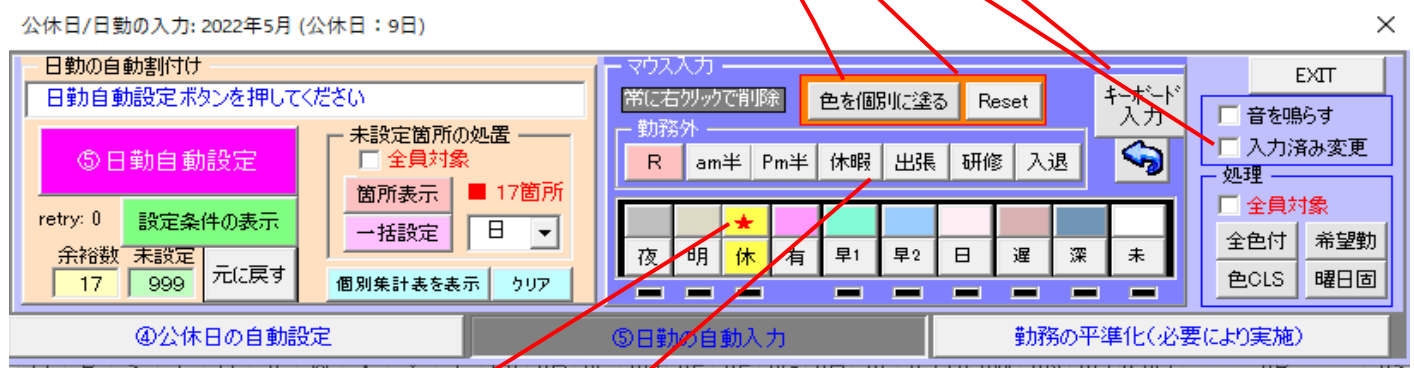 公休日/日勤の入力: 2022年5月 (公休日：9日)
日勤の自動割付け
日勤自動設定ボタンを押してください
⑤日勤自動設定
未設定箇所の処置
全員対象
箇所表示
17箇所
一括設定
日
retry: 0
設定条件の表示
余裕数
未設定
17
999
元に戻す
個別集計表を表示
クリア
マウス入力
常に右クリックで削除
色を個別に塗る
Reset
キーボード
入力
勤務外
R
am半
Pm半
休暇
出張
研修
入退
★
夜
明
休
有
早1
早2
日
遅
深
未
EXIT
音を鳴らす
入力済み変更
処理
全員対象
全色付
希望勤
色CLS
曜日固
④公休日の自動設定
⑤日勤の自動入力
勤務の平準化(必要により実施)